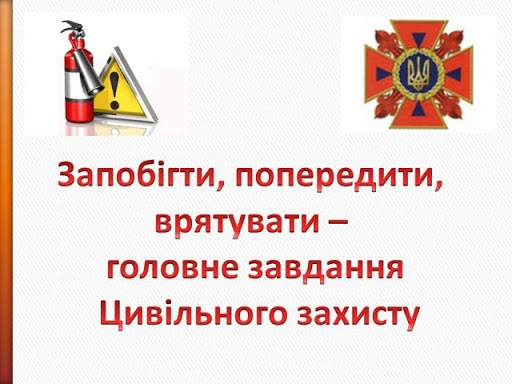 Запобігти, попередити,
врятувати –
головне завдання
Цивільного захисту